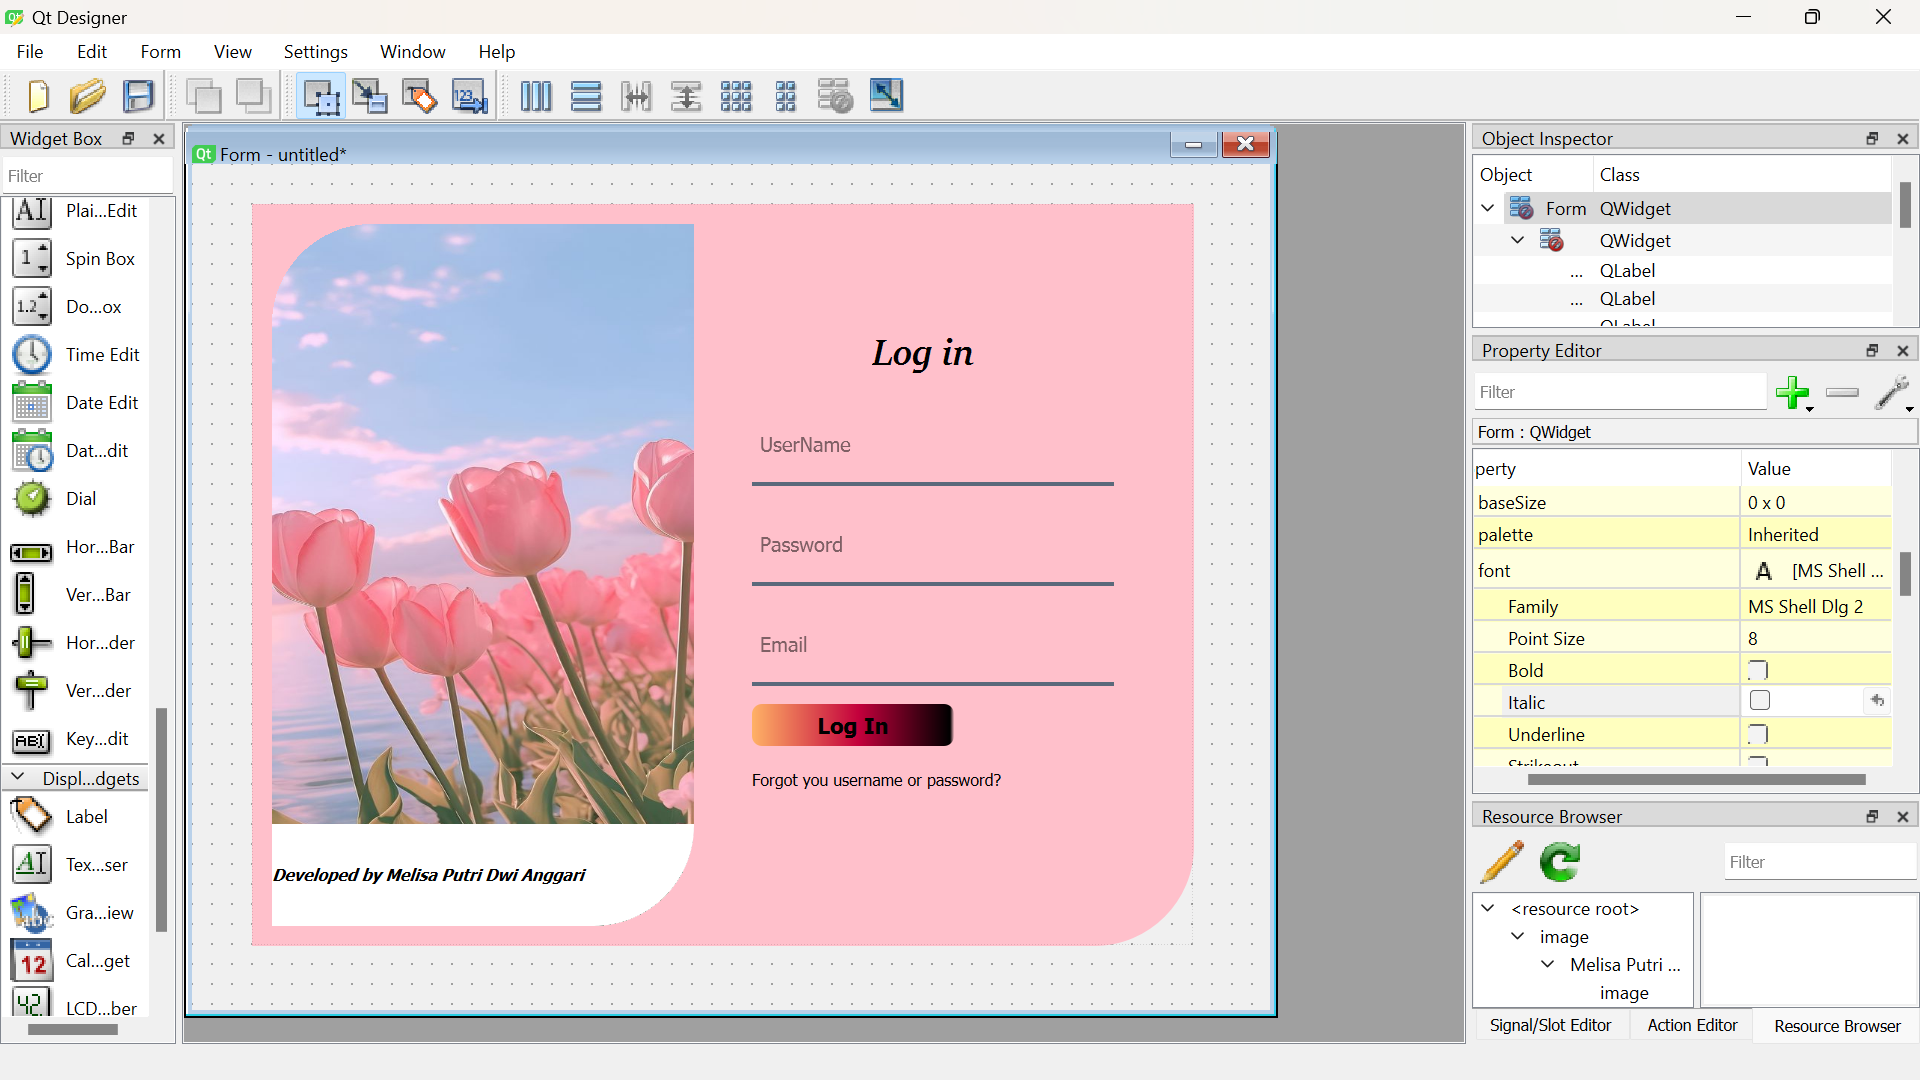 Qt Designer
File Edit Form View Settings Window Help
Widget Box
Filter
Plai...Edit
Spin Box
Do...ox
Time Edit
Date Edit
Dat...dit
Dial
Hor...Bar
Ver...Bar
Hor...der
Ver...der
Key...dit
Displ...dgets
Label
Tex...ser
Gra...iew
Cal...get
LCD...ber
Qt Form - untitled*
Log in
UserName
Password
Email
Log In
Forgot you username or password?
Developed by Melisa Putri Dwi Anggari
Object Inspector
Object Class
Form QWidget
QWidget
... QLabel
... QLabel
QLabel
Property Editor
Filter
Form : QWidget
perty Value
baseSize 0 x 0
palette Inherited
font A [MS Shell ...
Family MS Shell Dlg 2
Point Size 8
Bold
Italic
Underline
Strikeout
Resource Browser
Filter
<resource root>
image
Melisa Putri ...
image
Signal/Slot Editor Action Editor Resource Browser